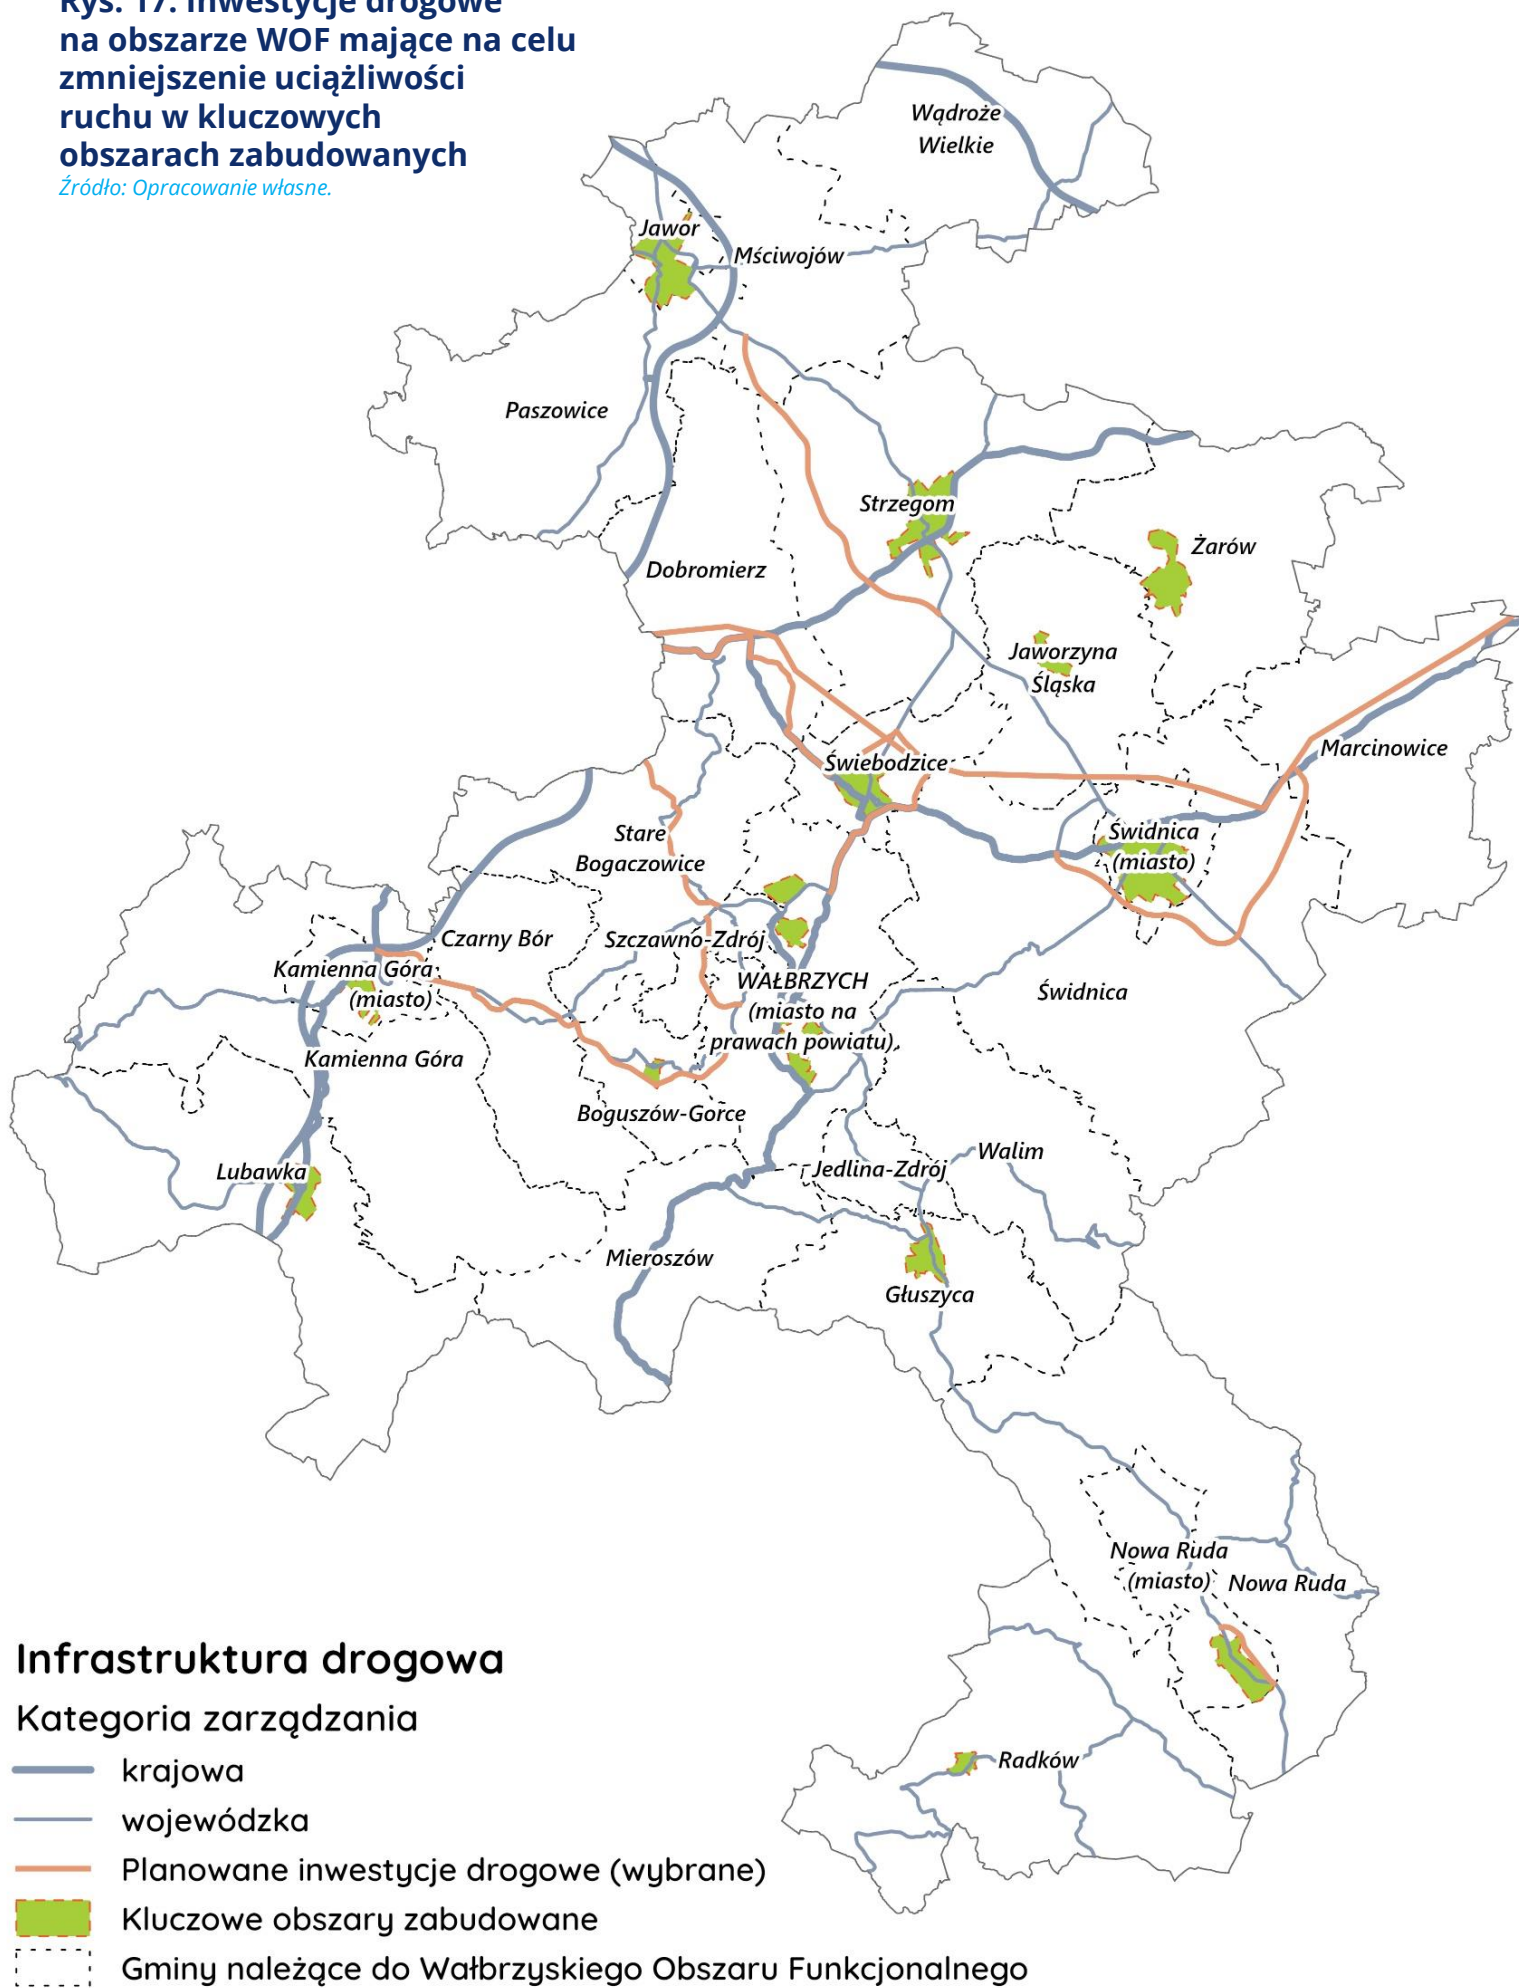 Rys. 17. Inwestycje drogowe
na obszarze WOF mające na celu
zmniejszenie uciążliwości
ruchu w kluczowych
obszarach zabudowanych
Źródło: Opracowanie własne.
Wądroże
Wielkie
Jawor
Mściwojów
Paszowice
Strzegom
Żarów
Dobromierz
Jaworzyna
Śląska
Marcinowice
Świebodzice
Stare
Bogaczowice
Świdnica
(miasto)
Czarny Bór
Szczawno-Zdrój
Kamienna Góra
(miasto)
WAŁBRZYCH
(miasto na
prawach powiatu)
Świdnica
Kamienna Góra
Boguszów-Gorce
Walim
Jedlina-Zdrój
Lubawka
Mieroszów
Głuszyca
Nowa Ruda
(miasto)
Nowa Ruda
Radków
Infrastruktura drogowa
Kategoria zarządzania
krajowa
wojewódzka
Planowane inwestycje drogowe (wybrane)
Kluczowe obszary zabudowane
Gminy należące do Wałbrzyskiego Obszaru Funkcjonalnego